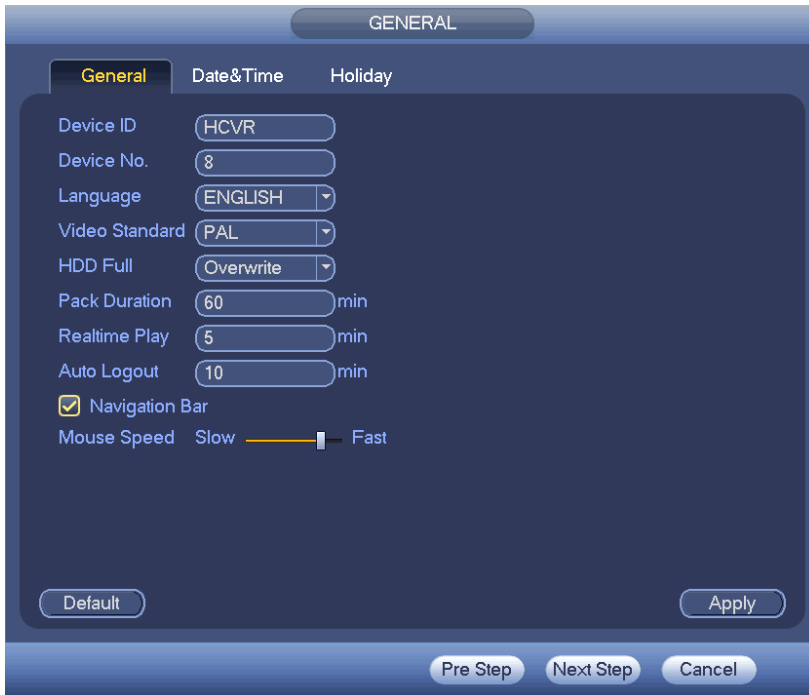 GENERAL
General Date&Time Holiday
Device ID HCVR
Device No. 8
Language ENGLISH
Video Standard PAL
HDD Full Overwrite
Pack Duration 60 min
Realtime Play 5 min
Auto Logout 10 min
Navigation Bar
Mouse Speed Slow Fast
Default Apply
Pre Step Next Step Cancel